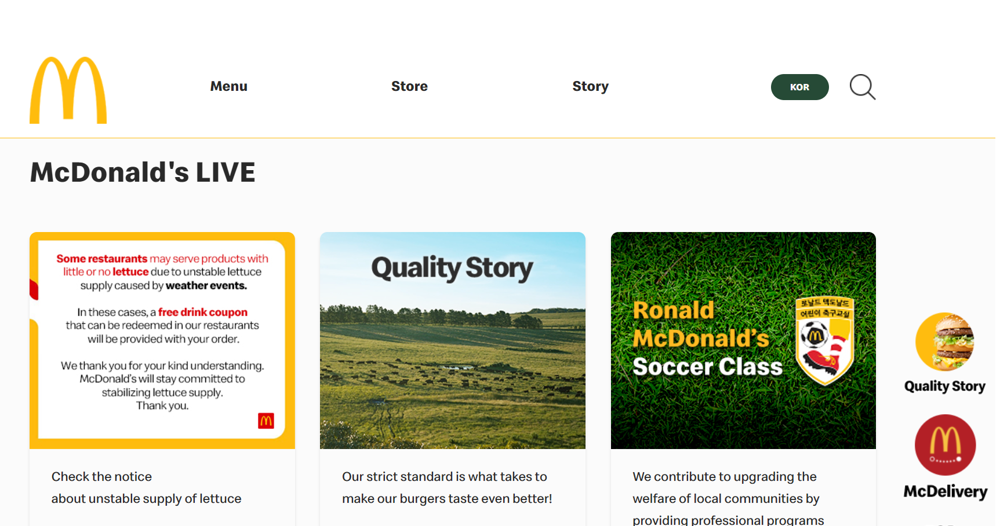 Menu
Store
Story
KOR
McDonald's LIVE
Some restaurants may serve products with
little or no lettuce due to unstable lettuce
supply caused by weather events.
In these cases, a free drink coupon
that can be redeemed in our restaurants
will be provided with your order.
We thank you for your kind understanding.
McDonald's will stay committed to
stabilizing lettuce supply.
Thank you.
Check the notice
about unstable supply of lettuce
Quality Story
Our strict standard is what takes to
make our burgers taste even better!
Ronald
McDonald's
Soccer Class
로날드 맥도날드
어린이 축구교실
We contribute to upgrading the
welfare of local communities by
providing professional programs
Quality Story
McDelivery